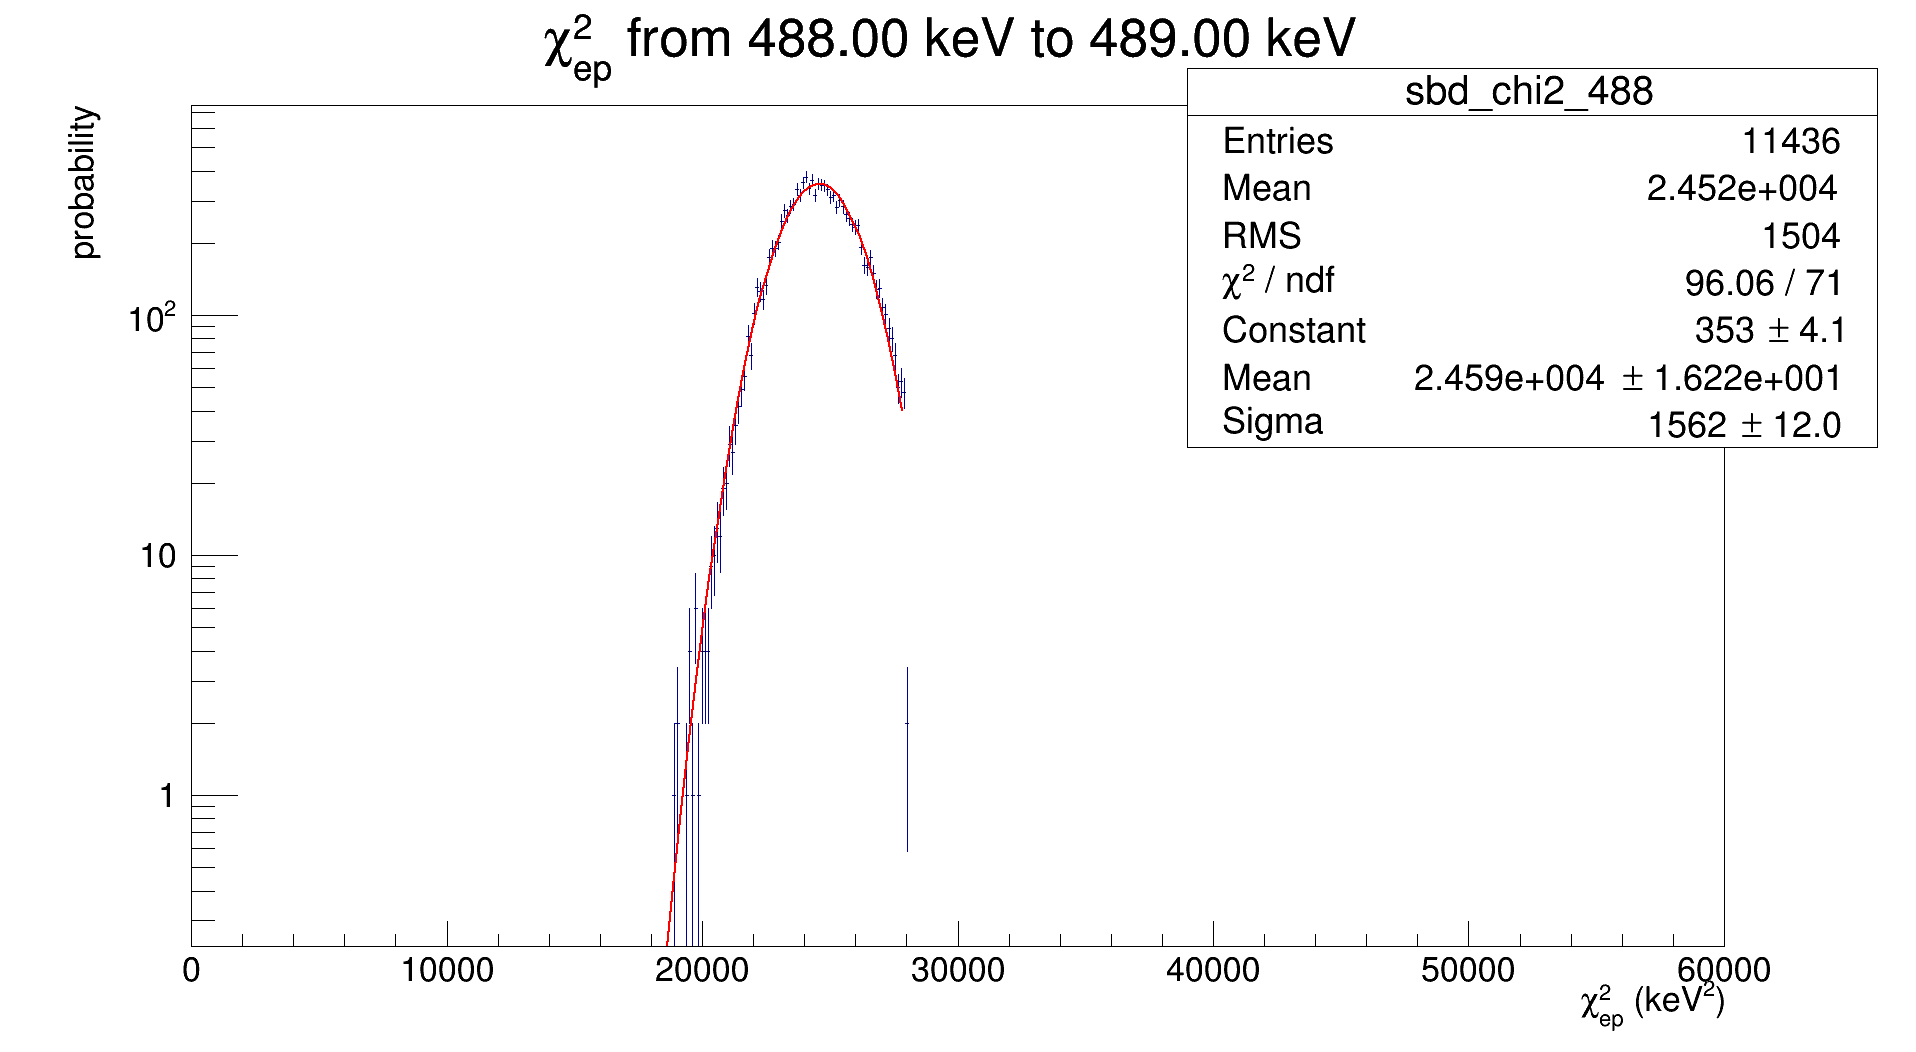 χ²ep from 488.00 keV to 489.00 keV
sbd_chi2_488
Entries 11436
Mean 2.452e+004
RMS 1504
χ² / ndf 96.06 / 71
Constant 353 ± 4.1
Mean 2.459e+004 ± 1.622e+001
Sigma 1562 ± 12.0
probability
10²
10
1
0 10000 20000 30000 40000 50000 60000
χ²ep (keV²)